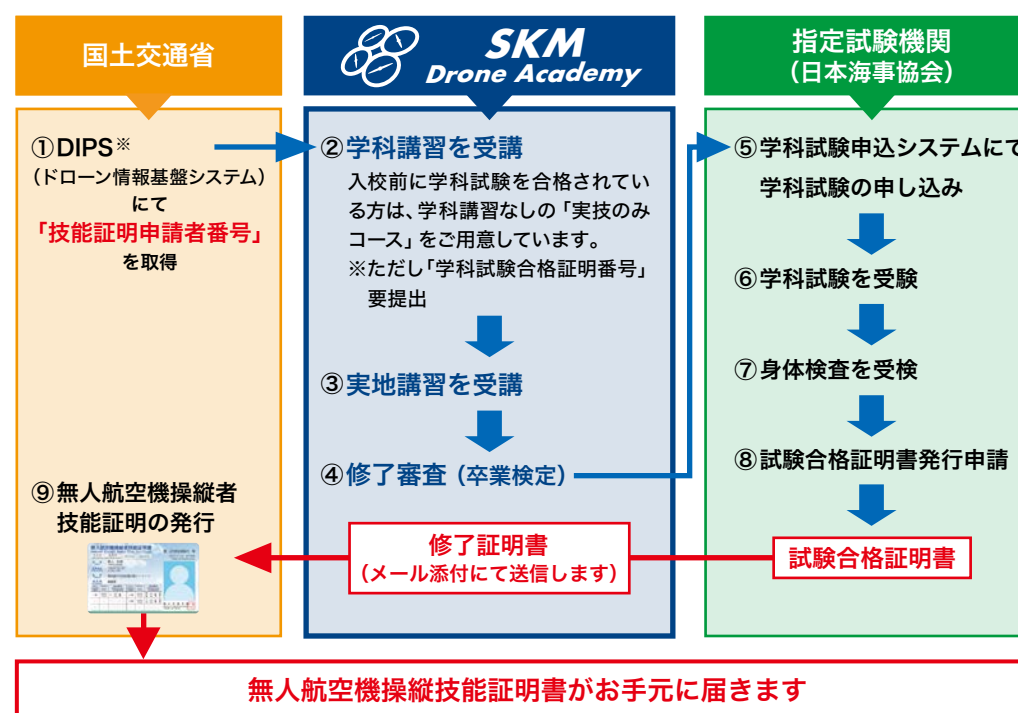 国土交通省
①DIPS※
（ドローン情報基盤システム）
にて
「技能証明申請者番号」
を取得
⑨無人航空機操縦者
技能証明の発行
SKM
Drone Academy
②学科講習を受講
入校前に学科試験を合格されてい
る方は、学科講習なしの「実技のみ
コース」をご用意しています。
※ただし「学科試験合格証明番号」
要提出
③実地講習を受講
④修了審査（卒業検定）
修了証明書
（メール添付にて送信します）
指定試験機関
（日本海事協会）
⑤学科試験申込システムにて
学科試験の申し込み
⑥学科試験を受験
⑦身体検査を受検
⑧試験合格証明書発行申請
試験合格証明書
無人航空機操縦技能証明書がお手元に届きます